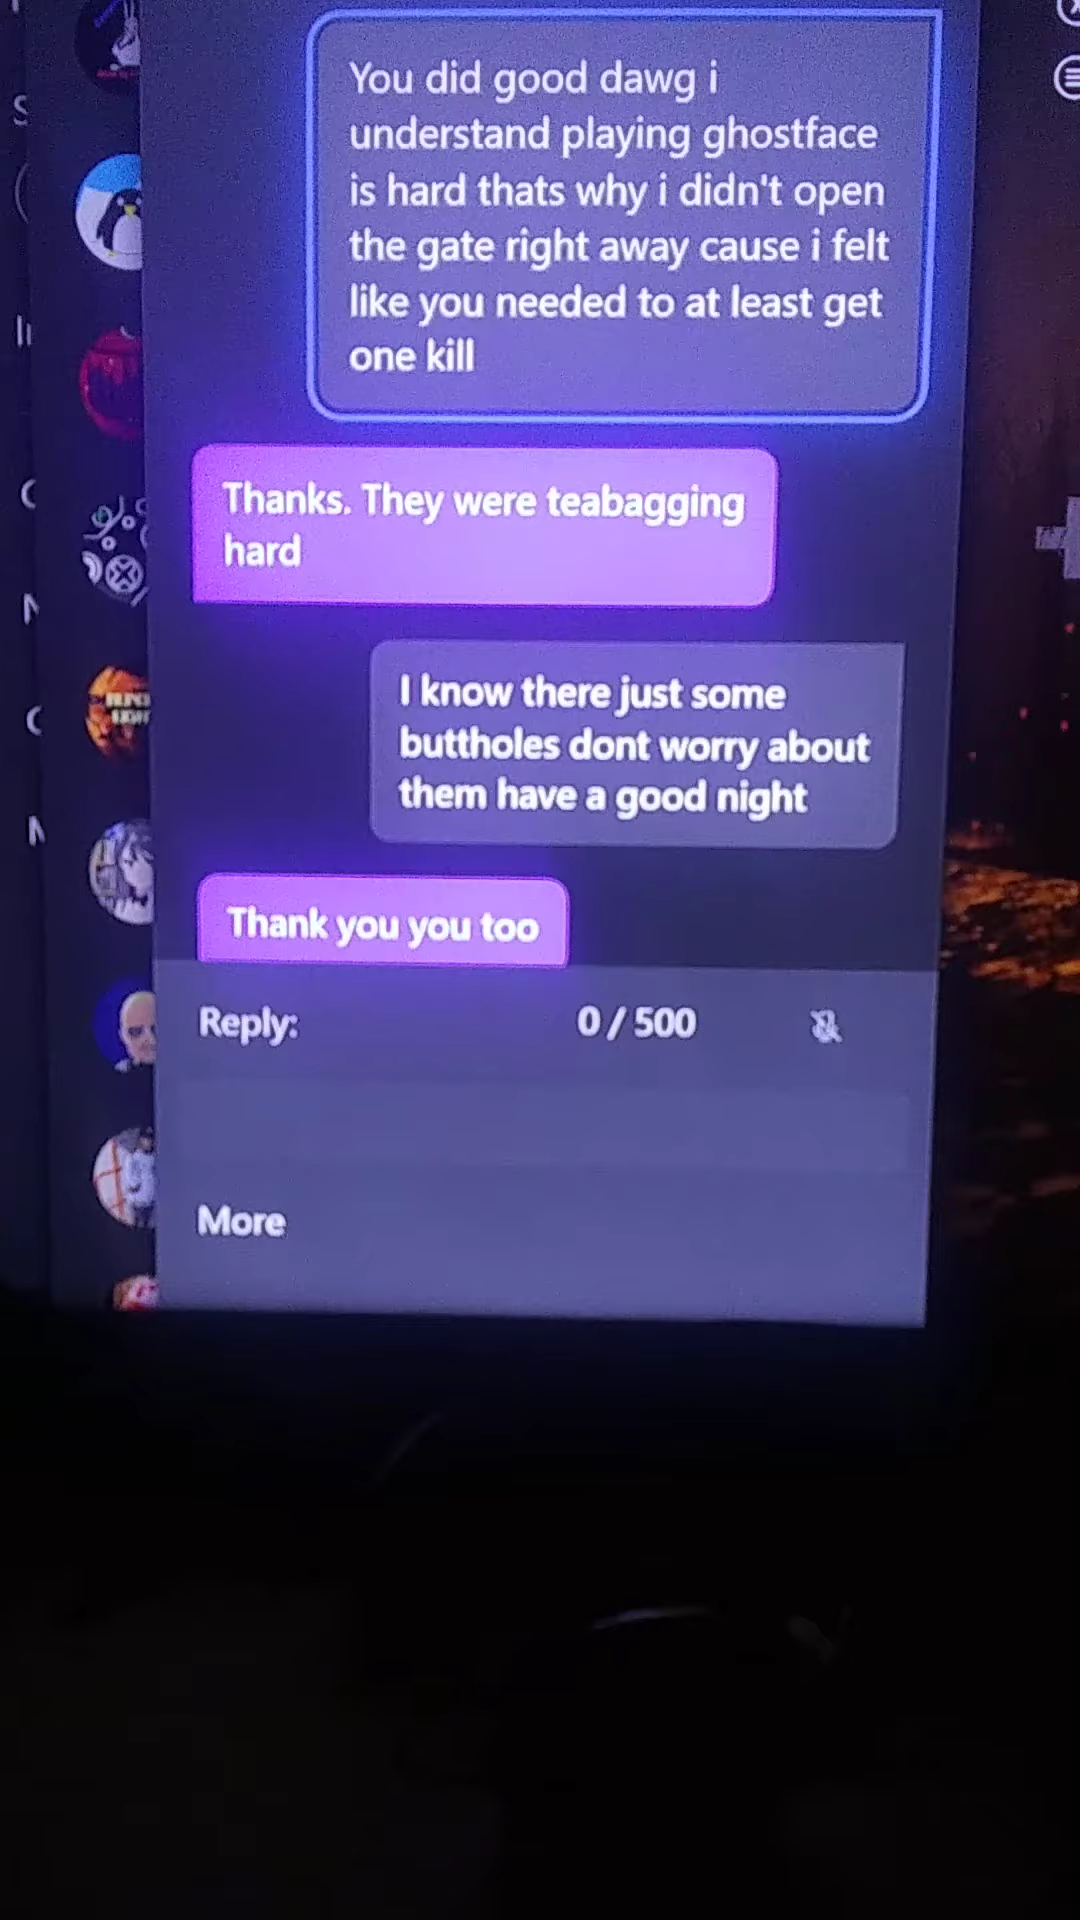 You did good dawg i
understand playing ghostface
is hard thats why i didn't open
the gate right away cause i felt
like you needed to at least get
one kill
Thanks. They were teabagging
hard
I know there just some
buttholes dont worry about
them have a good night
Thank you you too
Reply:
0 / 500
More